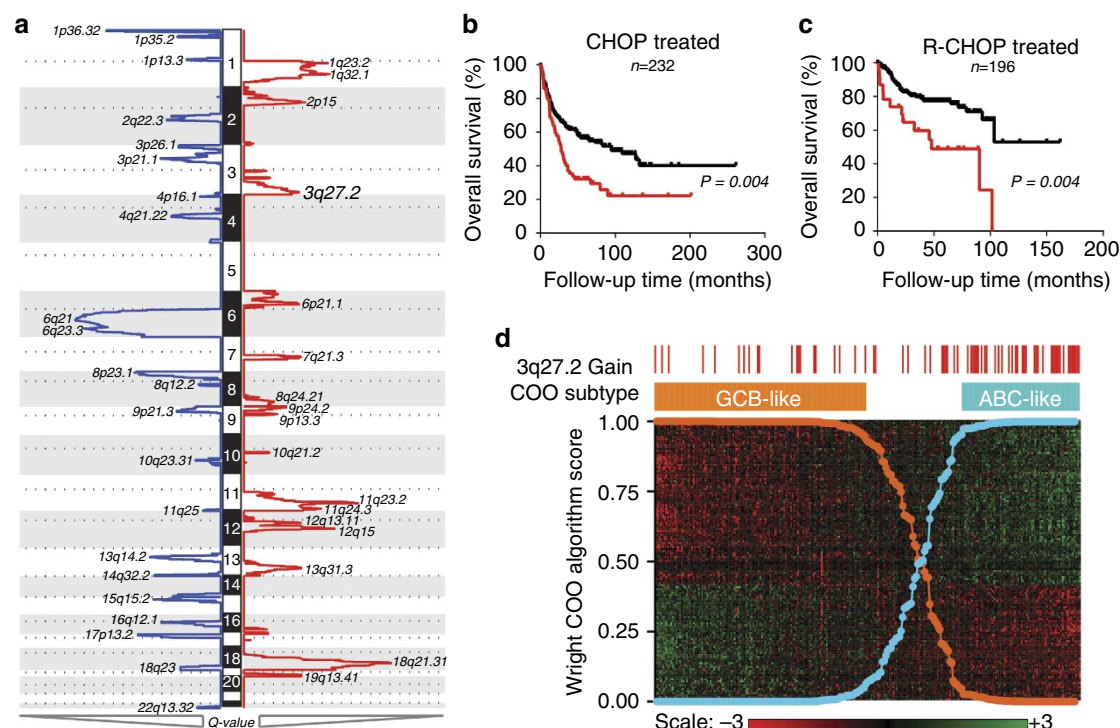 a
1p36.32
1p35.2
1p13.3
2q22.3
3p26.1
3p21.1
4p16.1
4q21.22
6q21
6q23.3
8p23.1
8q12.2
9p21.3
10q23.31
11q25
13q14.2
14q32.2
15q15.2
16q12.1
17p13.2
18q23
22q13.32
1
2
3
4
5
6
7
8
9
10
11
12
13
14
16
18
20
1q23.2
1q32.1
2p15
3q27.2
6p21.1
7q21.3
8q24.21
9p24.2
9p13.3
10q21.2
11q23.2
11q24.3
12q13.11
12q15
13q31.3
18q21.31
19q13.41
Q-value
b
CHOP treated
n=232
Overall survival (%)
100
80
60
40
20
0
P = 0.004
0 100 200 300
Follow-up time (months)
c
R-CHOP treated
n=196
Overall survival (%)
100
80
60
40
20
0
P = 0.004
0 50 100 150 200
Follow-up time (months)
d
3q27.2 Gain
COO subtype
GCB-like ABC-like
Wright COO algorithm score
1.00
0.75
0.50
0.25
0.00
Scale: –3 +3